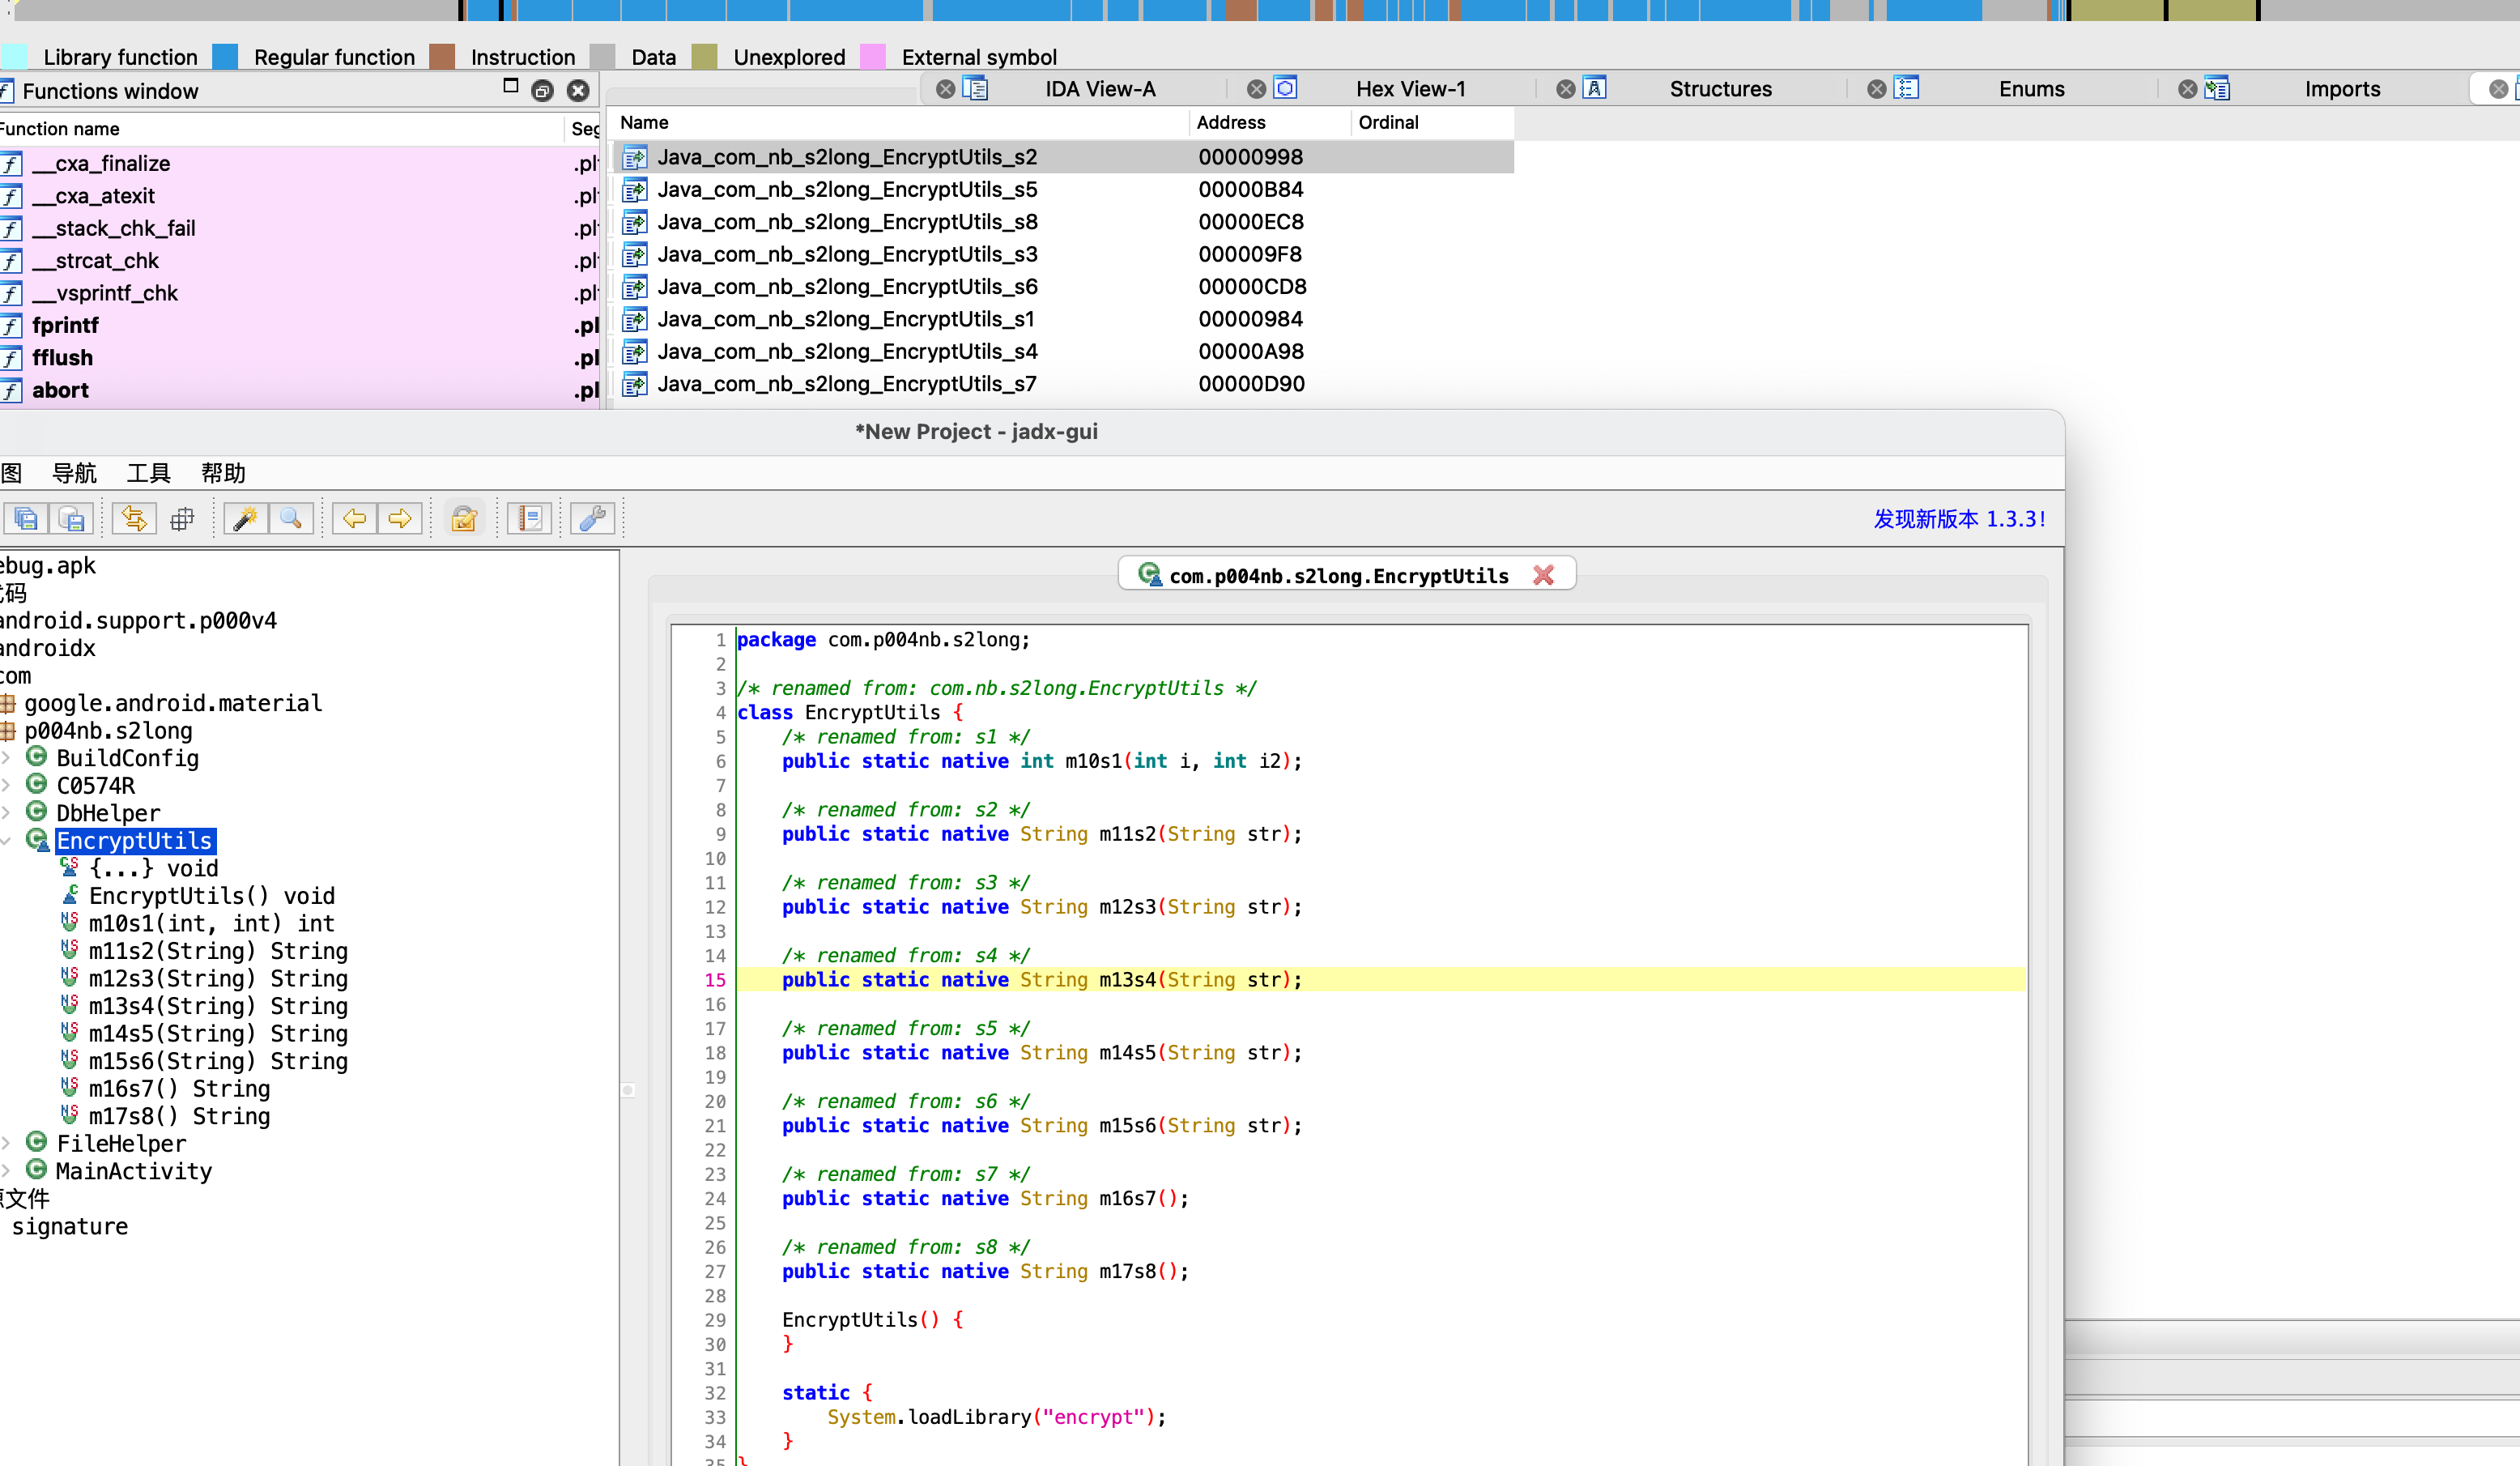 Library function Regular function Instruction Data Unexplored External symbol
Functions window
Function name Seg
__cxa_finalize .pl
__cxa_atexit .pl
__stack_chk_fail .pl
__strcat_chk .pl
__vsprintf_chk .pl
fprintf .pl
fflush .pl
abort .pl
IDA View-A Hex View-1 Structures Enums Imports
Name Address Ordinal
Java_com_nb_s2long_EncryptUtils_s2 00000998
Java_com_nb_s2long_EncryptUtils_s5 00000B84
Java_com_nb_s2long_EncryptUtils_s8 00000EC8
Java_com_nb_s2long_EncryptUtils_s3 000009F8
Java_com_nb_s2long_EncryptUtils_s6 00000CD8
Java_com_nb_s2long_EncryptUtils_s1 00000984
Java_com_nb_s2long_EncryptUtils_s4 00000A98
Java_com_nb_s2long_EncryptUtils_s7 00000D90
*New Project - jadx-gui
图 导航 工具 帮助
发现新版本 1.3.3!
ebug.apk
码
android.support.p000v4
androidx
com
google.android.material
p004nb.s2long
BuildConfig
C0574R
DbHelper
EncryptUtils
{...} void
EncryptUtils() void
m10s1(int, int) int
m11s2(String) String
m12s3(String) String
m13s4(String) String
m14s5(String) String
m15s6(String) String
m16s7() String
m17s8() String
FileHelper
MainActivity
文件
signature
com.p004nb.s2long.EncryptUtils
1 package com.p004nb.s2long;
2
3 /* renamed from: com.nb.s2long.EncryptUtils */
4 class EncryptUtils {
5 /* renamed from: s1 */
6 public static native int m10s1(int i, int i2);
7
8 /* renamed from: s2 */
9 public static native String m11s2(String str);
10
11 /* renamed from: s3 */
12 public static native String m12s3(String str);
13
14 /* renamed from: s4 */
15 public static native String m13s4(String str);
16
17 /* renamed from: s5 */
18 public static native String m14s5(String str);
19
20 /* renamed from: s6 */
21 public static native String m15s6(String str);
22
23 /* renamed from: s7 */
24 public static native String m16s7();
25
26 /* renamed from: s8 */
27 public static native String m17s8();
28
29 EncryptUtils() {
30 }
31
32 static {
33 System.loadLibrary("encrypt");
34 }
35 }